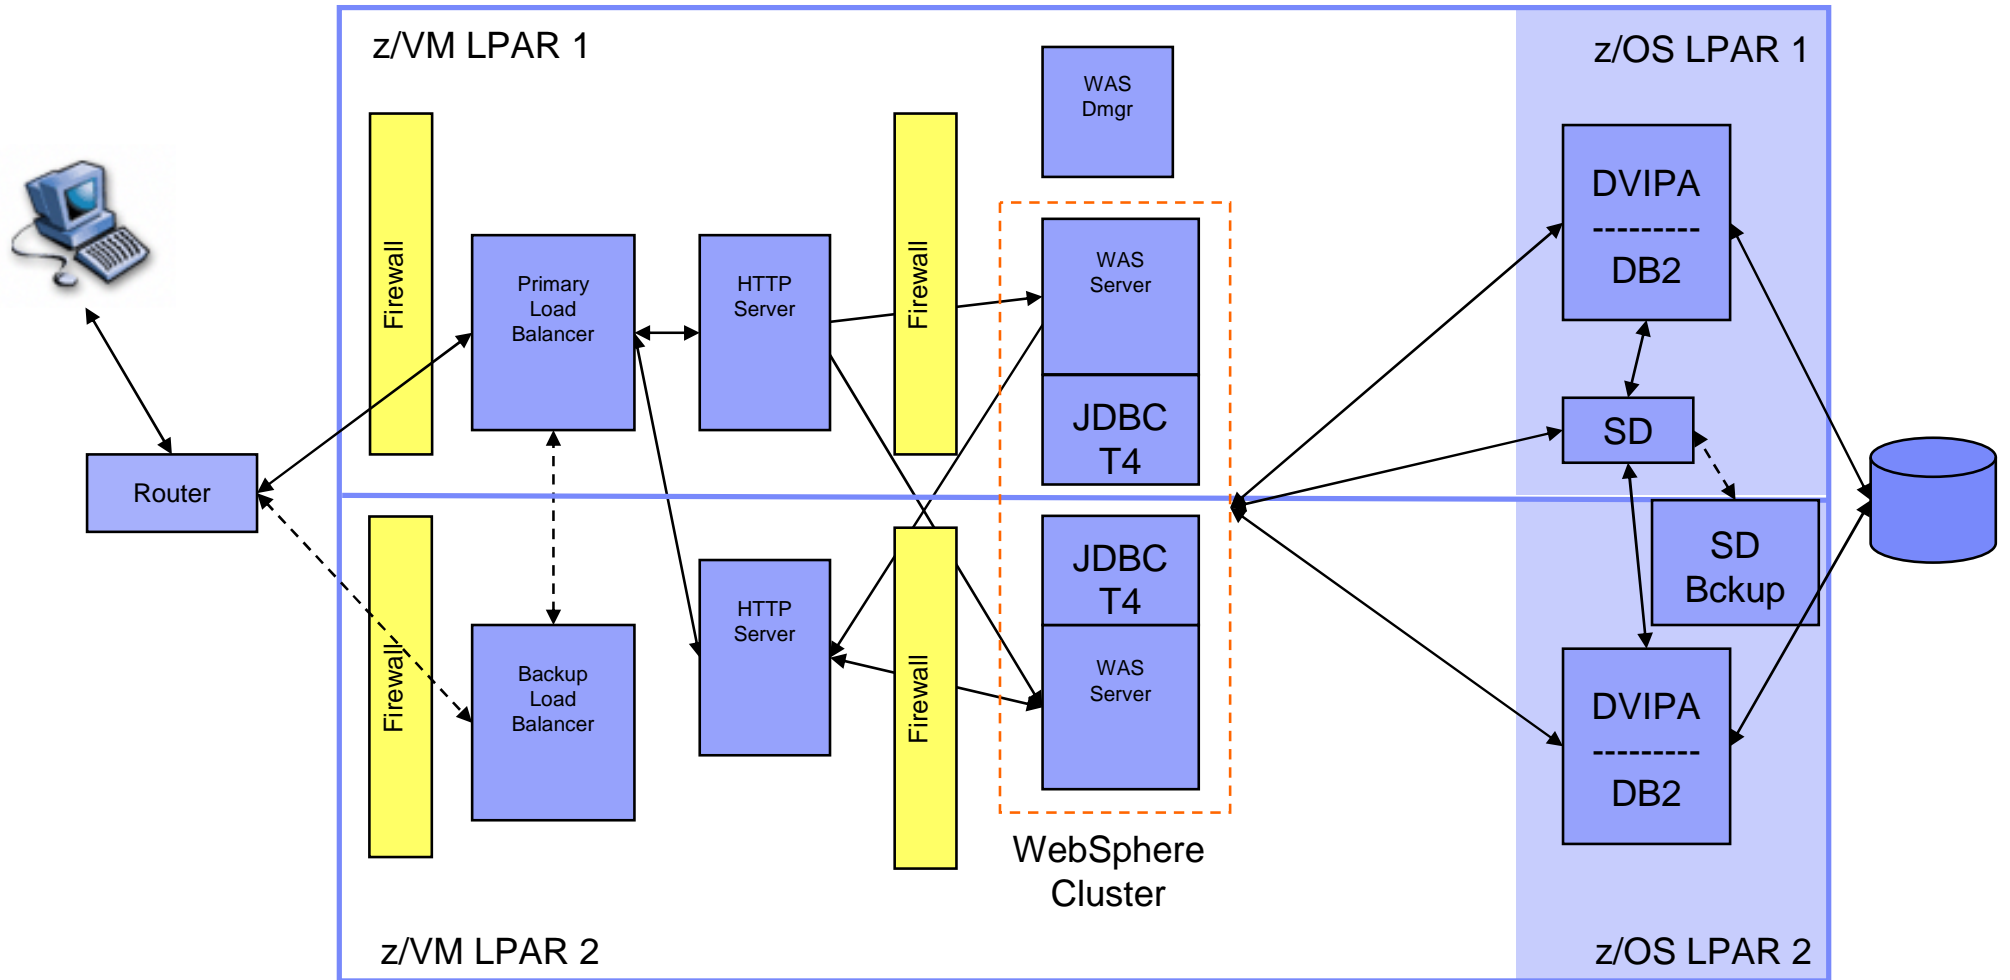 z/VM LPAR 1
z/OS LPAR 1
WAS
Dmgr
Firewall
Primary
Load
Balancer
HTTP
Server
Firewall
WAS
Server
JDBC
T4
DVIPA
---------
DB2
SD
Router
SD
Bckup
Firewall
Backup
Load
Balancer
HTTP
Server
Firewall
JDBC
T4
WAS
Server
DVIPA
---------
DB2
WebSphere
Cluster
z/VM LPAR 2
z/OS LPAR 2